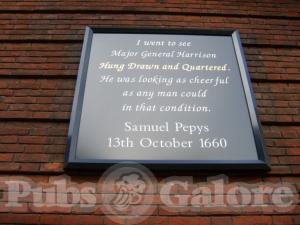 I went to see
Major General Harrison
Hung Drawn and Quartered.
He was looking as cheerful
as any man could
in that condition.
Samuel Pepys
13th October 1660
Pubs Galore